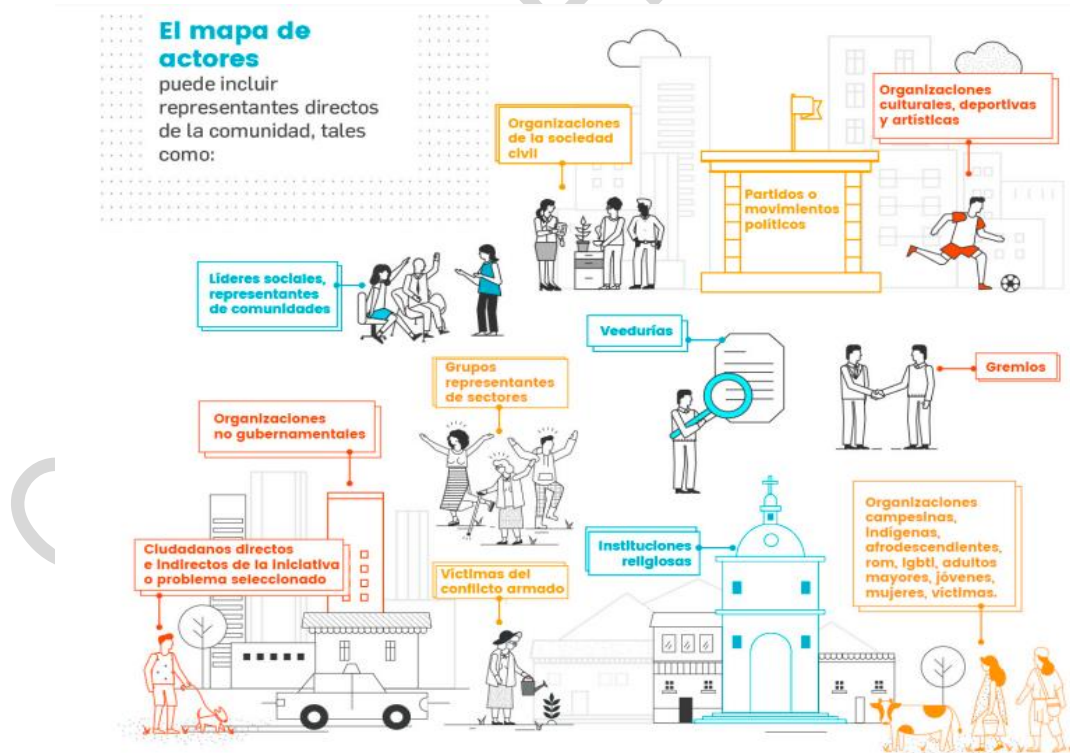 El mapa de
actores
puede incluir
representantes directos
de la comunidad, tales
como:
Organizaciones
de la sociedad
civil
Partidos o
movimientos
políticos
Organizaciones
culturales, deportivas
y artísticas
Líderes sociales,
representantes
de comunidades
Veedurías
Gremios
Grupos
representantes
de sectores
Organizaciones
no gubernamentales
Ciudadanos directos
e indirectos de la iniciativa
o problema seleccionado
Víctimas del
conflicto armado
Instituciones
religiosas
Organizaciones
campesinas,
indígenas,
afrodescendientes,
rom, lgbti, adultos
mayores, jóvenes,
mujeres, víctimas.